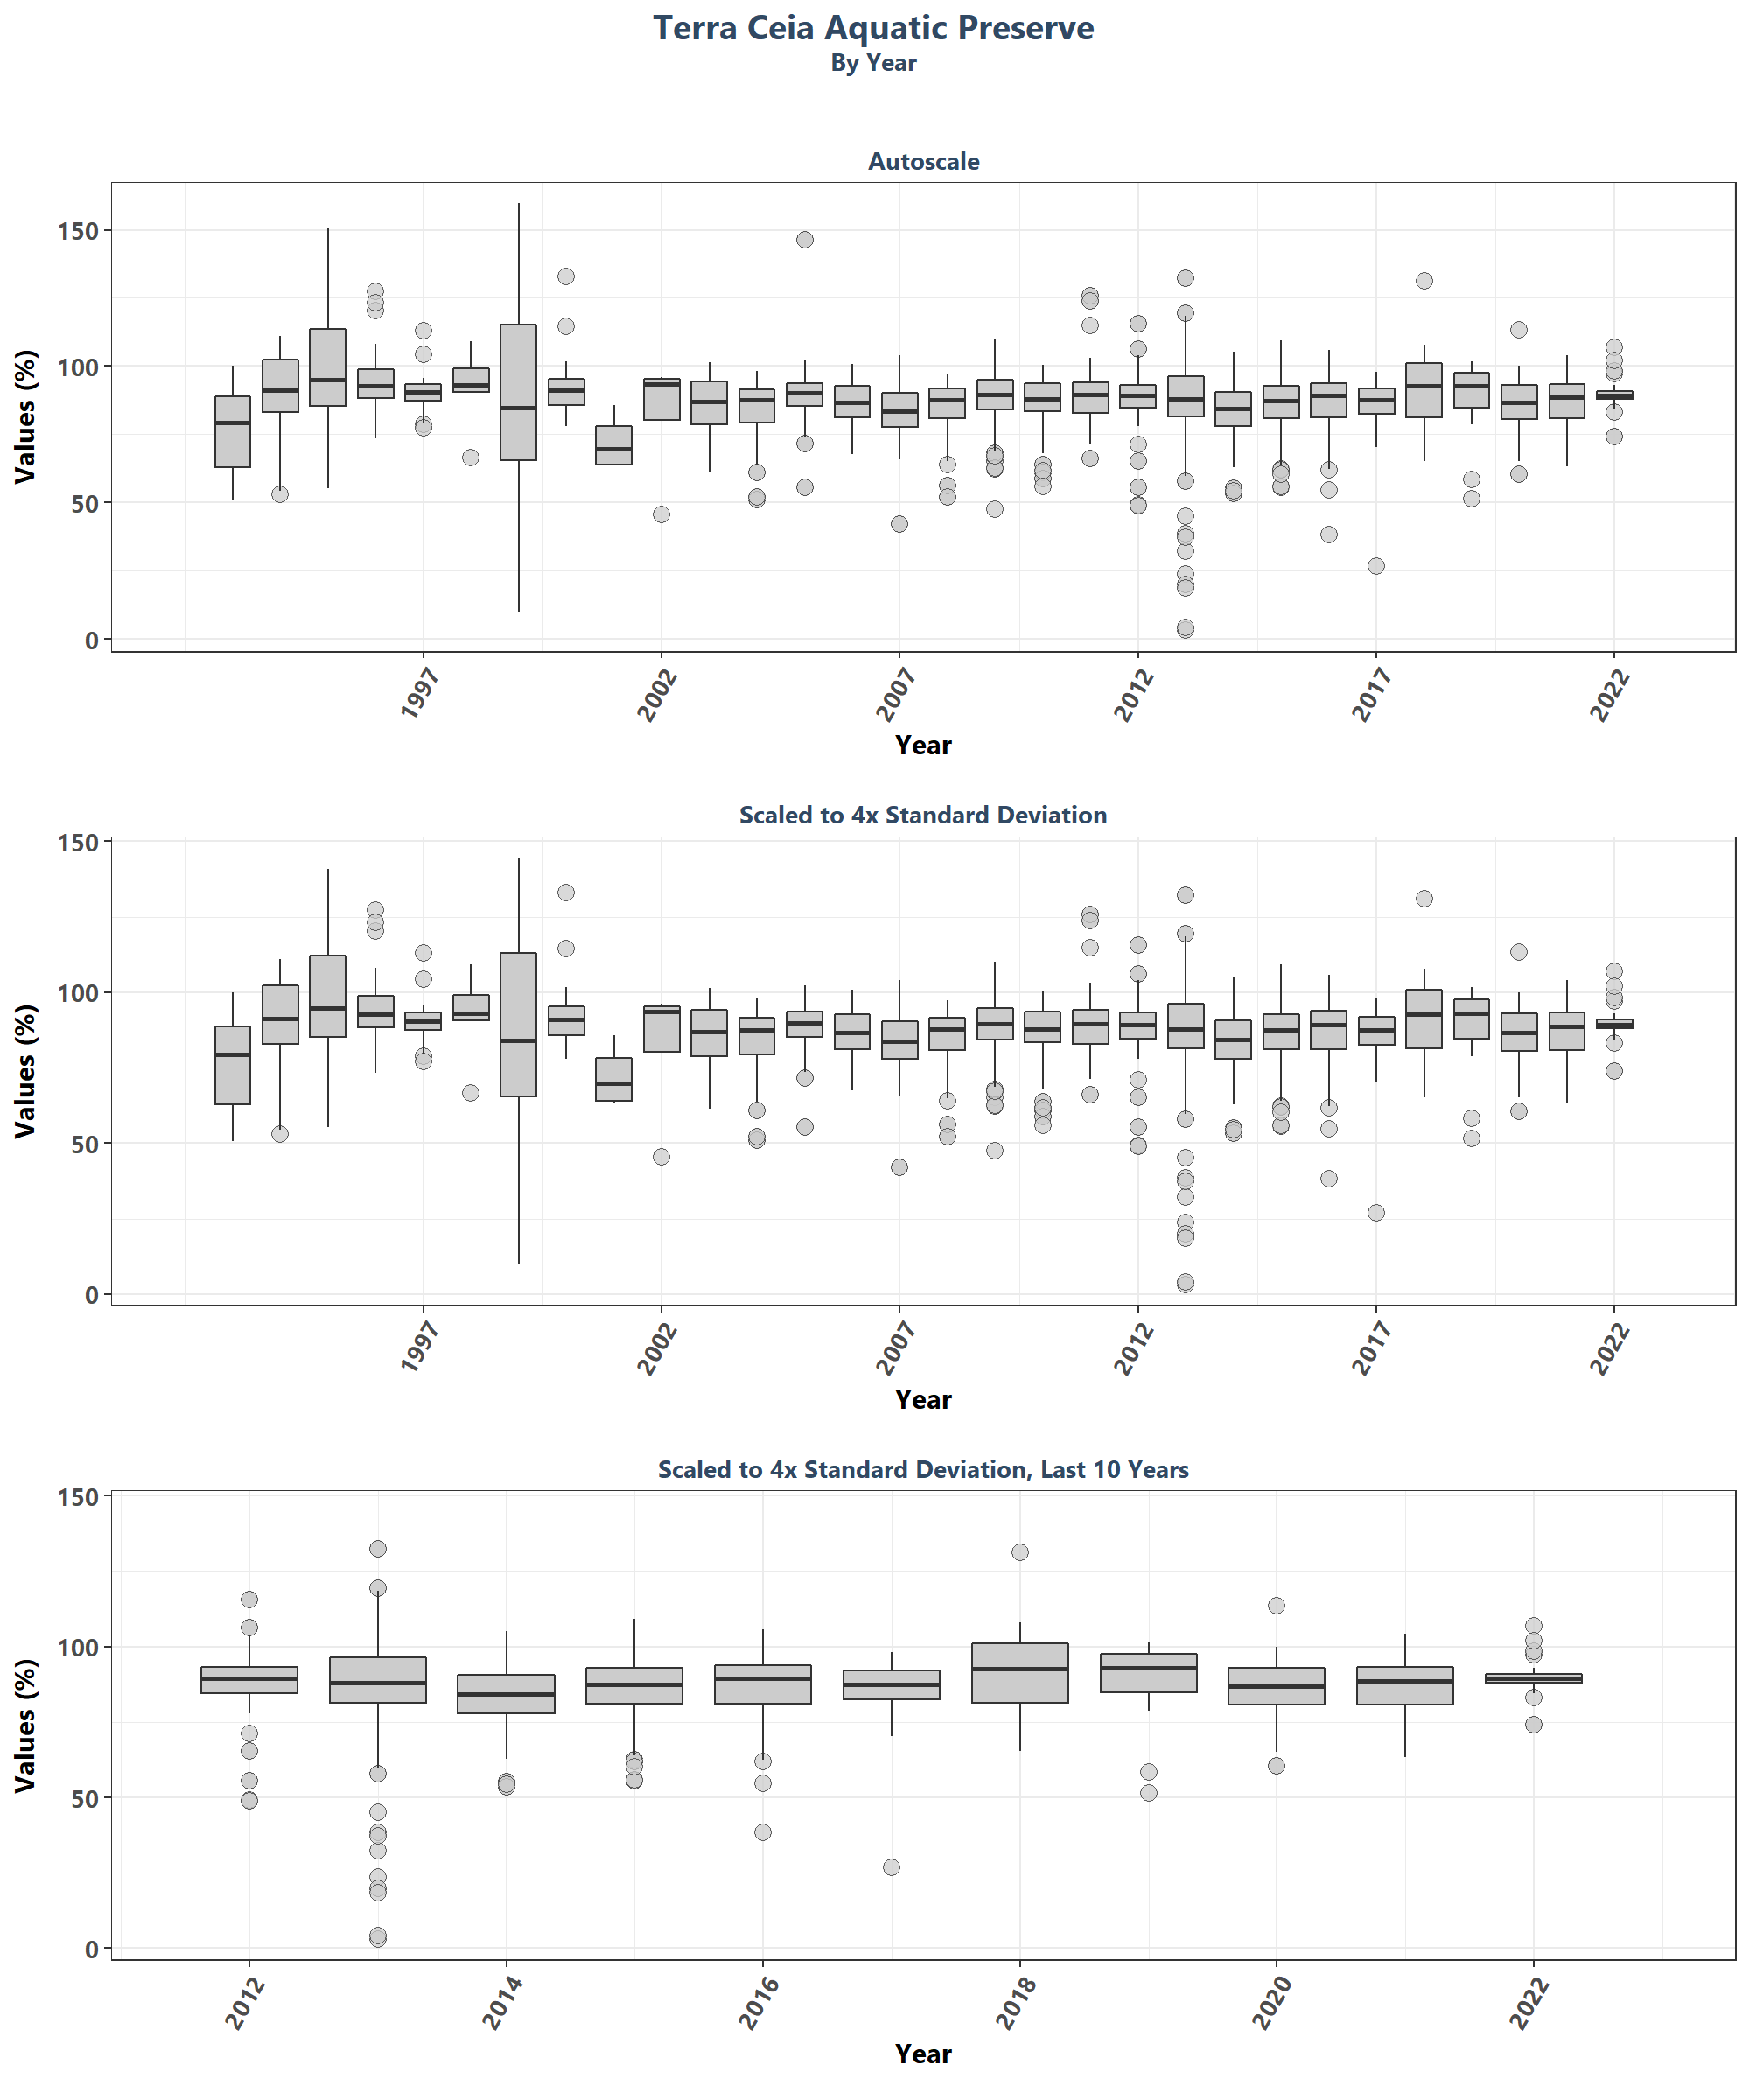 Terra Ceia Aquatic Preserve
By Year
Autoscale
Values (%)
150
100
50
0
1997
2002
2007
2012
2017
2022
Year
Scaled to 4x Standard Deviation
Values (%)
150
100
50
0
1997
2002
2007
2012
2017
2022
Year
Scaled to 4x Standard Deviation, Last 10 Years
Values (%)
150
100
50
0
2012
2014
2016
2018
2020
2022
Year